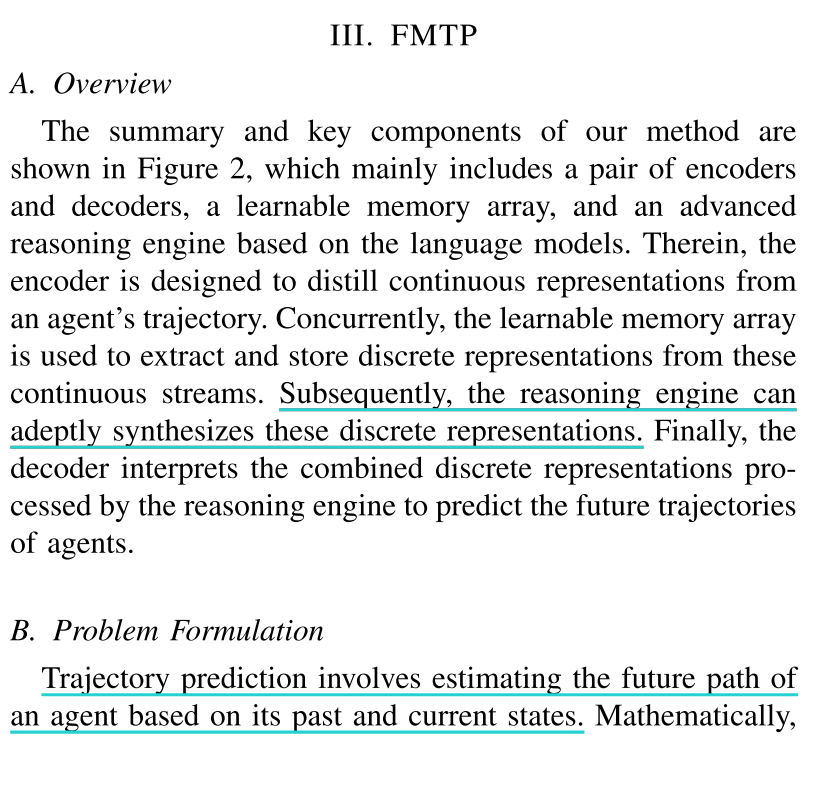 III. FMTP
A. Overview
The summary and key components of our method are
shown in Figure 2, which mainly includes a pair of encoders
and decoders, a learnable memory array, and an advanced
reasoning engine based on the language models. Therein, the
encoder is designed to distill continuous representations from
an agent's trajectory. Concurrently, the learnable memory array
is used to extract and store discrete representations from these
continuous streams. Subsequently, the reasoning engine can
adeptly synthesizes these discrete representations. Finally, the
decoder interprets the combined discrete representations pro-
cessed by the reasoning engine to predict the future trajectories
of agents.
B. Problem Formulation
Trajectory prediction involves estimating the future path of
an agent based on its past and current states. Mathematically,